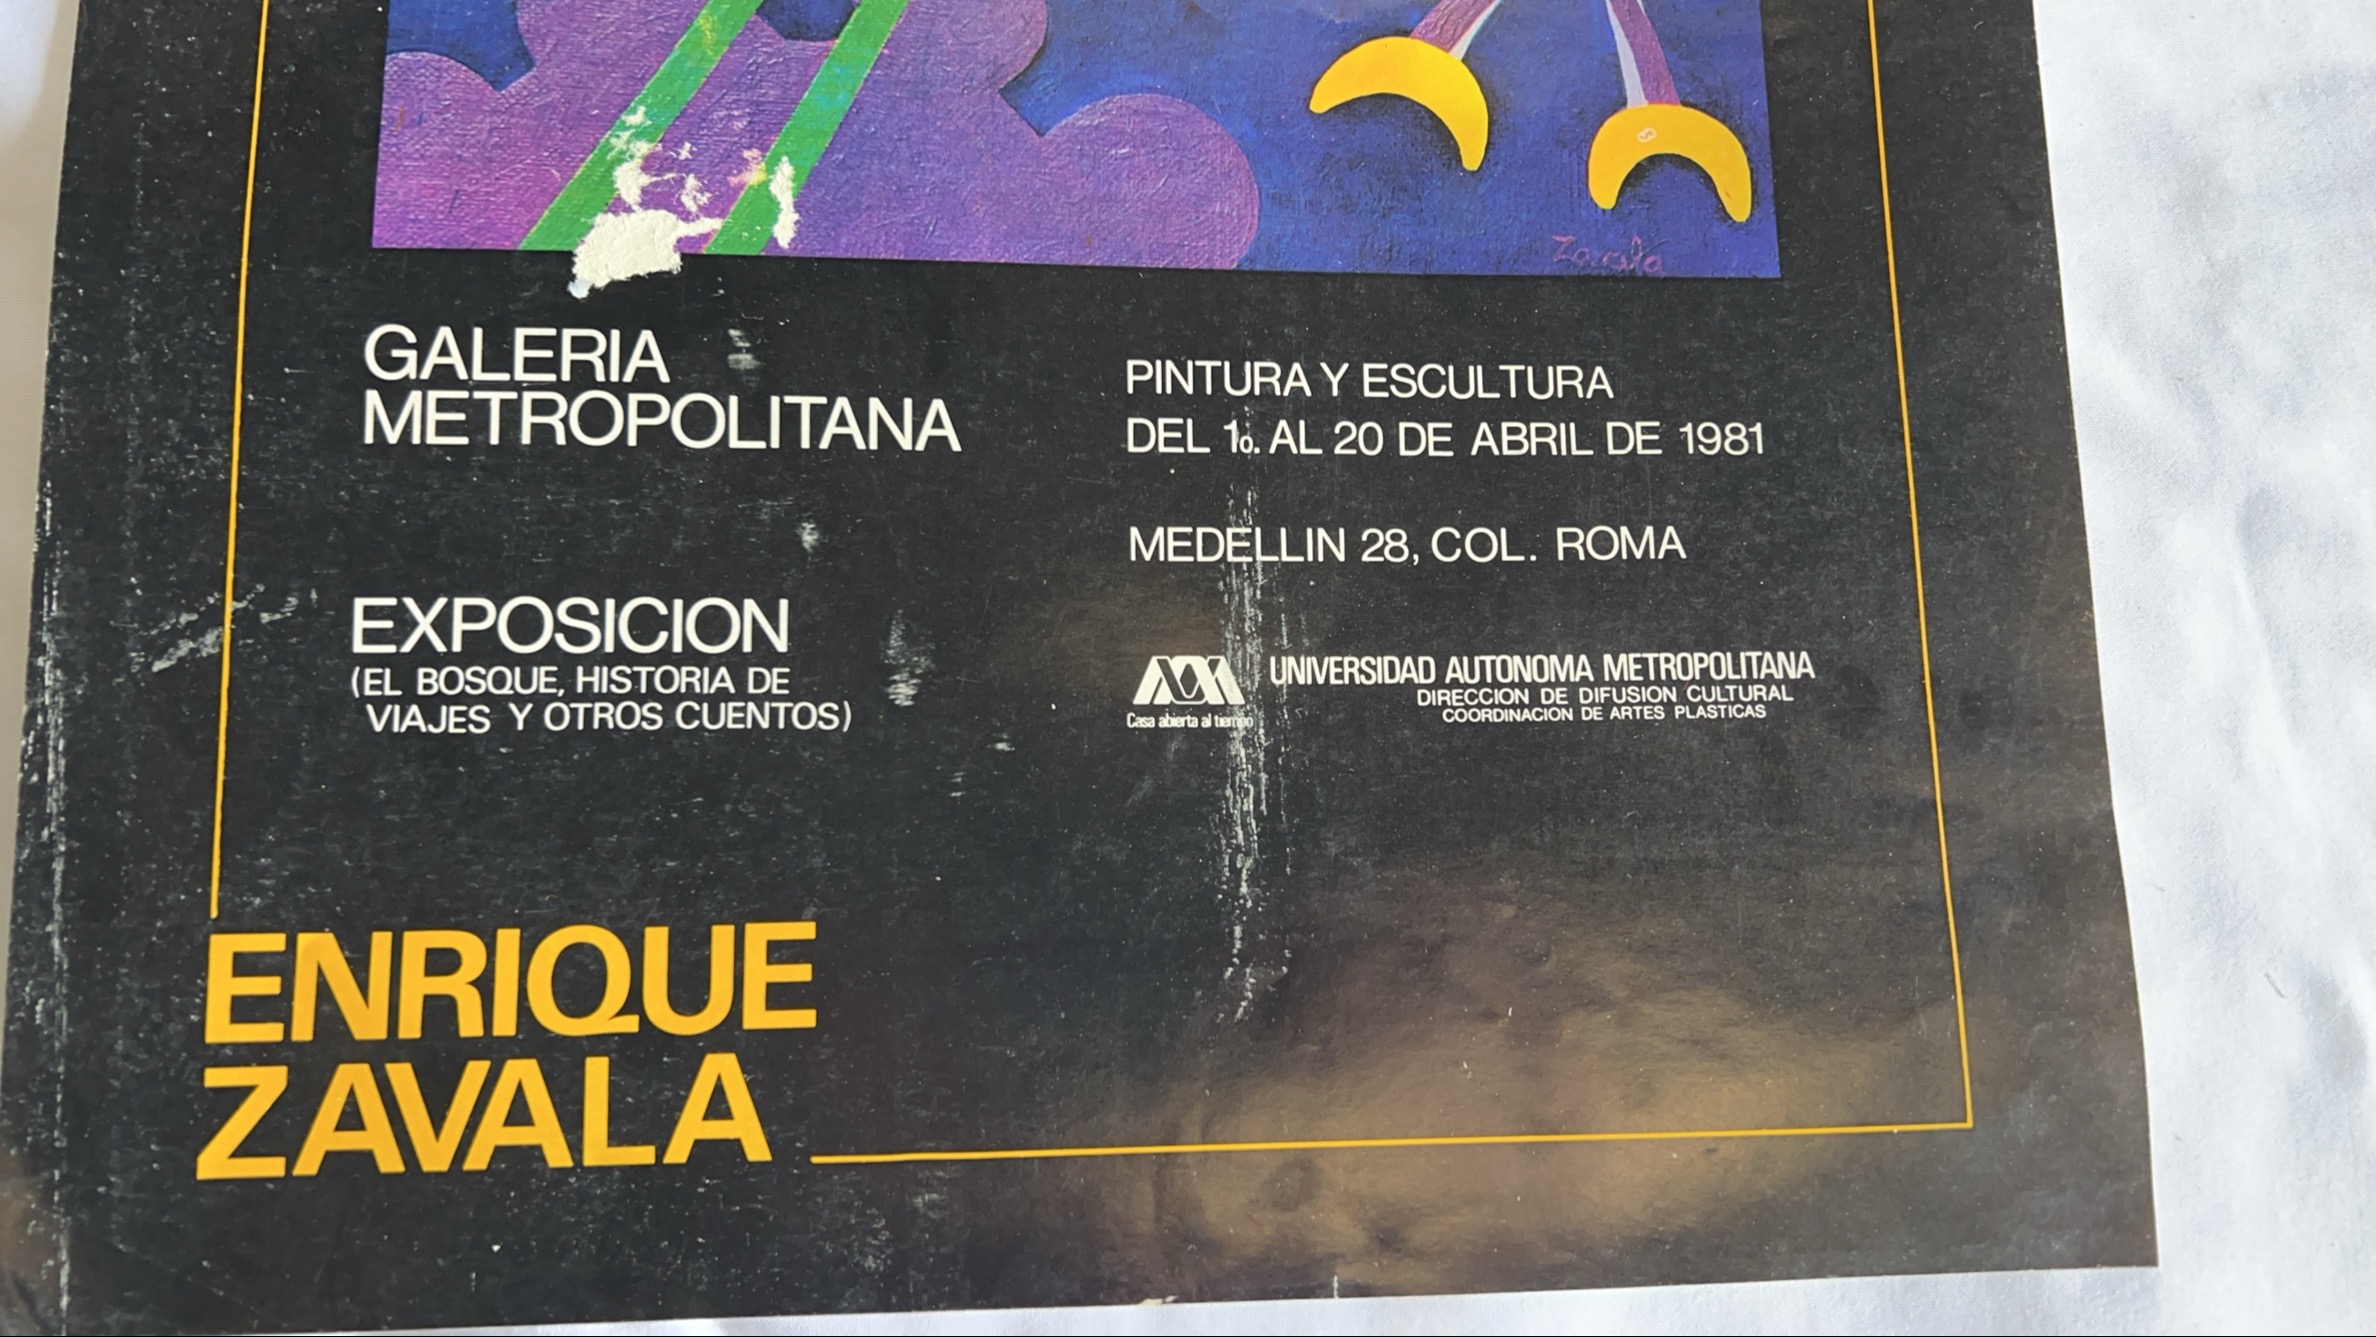 Zavala
GALERIA
METROPOLITANA
PINTURA Y ESCULTURA
DEL 1o. AL 20 DE ABRIL DE 1981
MEDELLIN 28, COL. ROMA
EXPOSICION
(EL BOSQUE, HISTORIA DE
VIAJES Y OTROS CUENTOS)
UNIVERSIDAD AUTONOMA METROPOLITANA
DIRECCION DE DIFUSION CULTURAL
COORDINACION DE ARTES PLASTICAS
Casa abierta al tiempo
ENRIQUE
ZAVALA